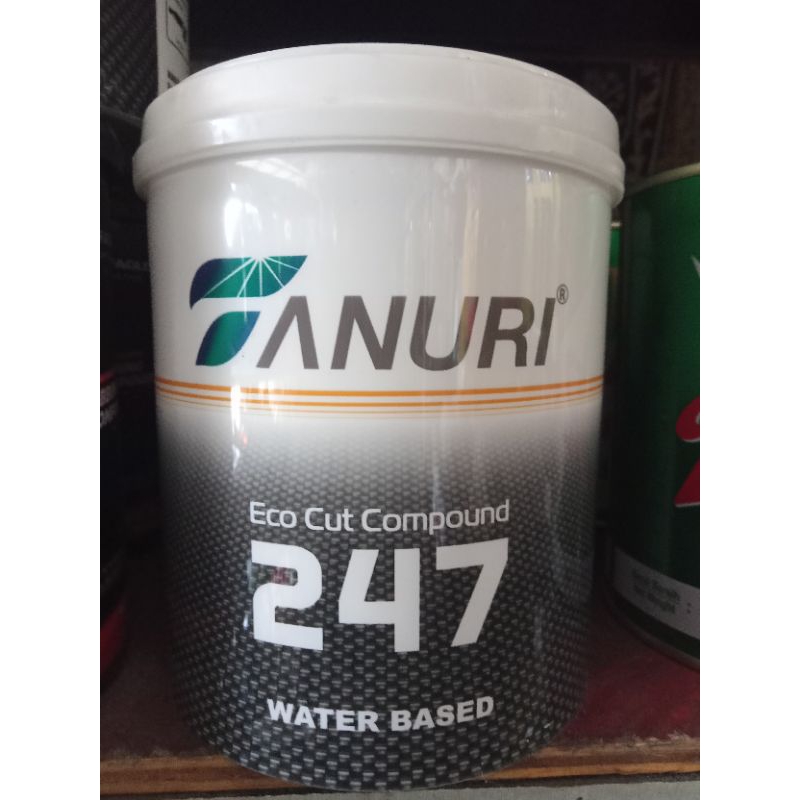 TANURI®
Eco Cut Compound
247
WATER BASED